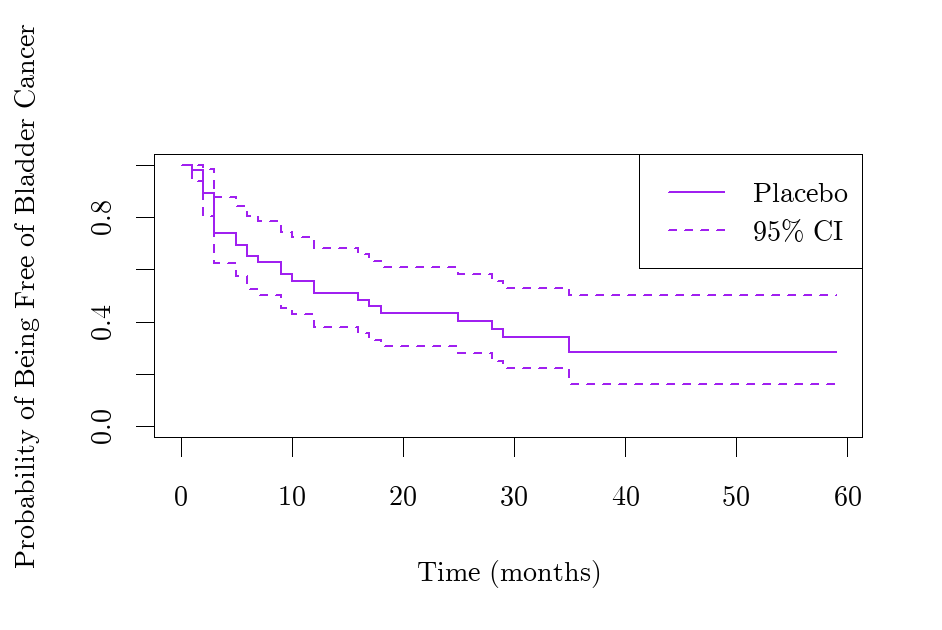 Probability of Being Free of Bladder Cancer
0.8
0.4
0.0
Placebo
95% CI
0 10 20 30 40 50 60
Time (months)